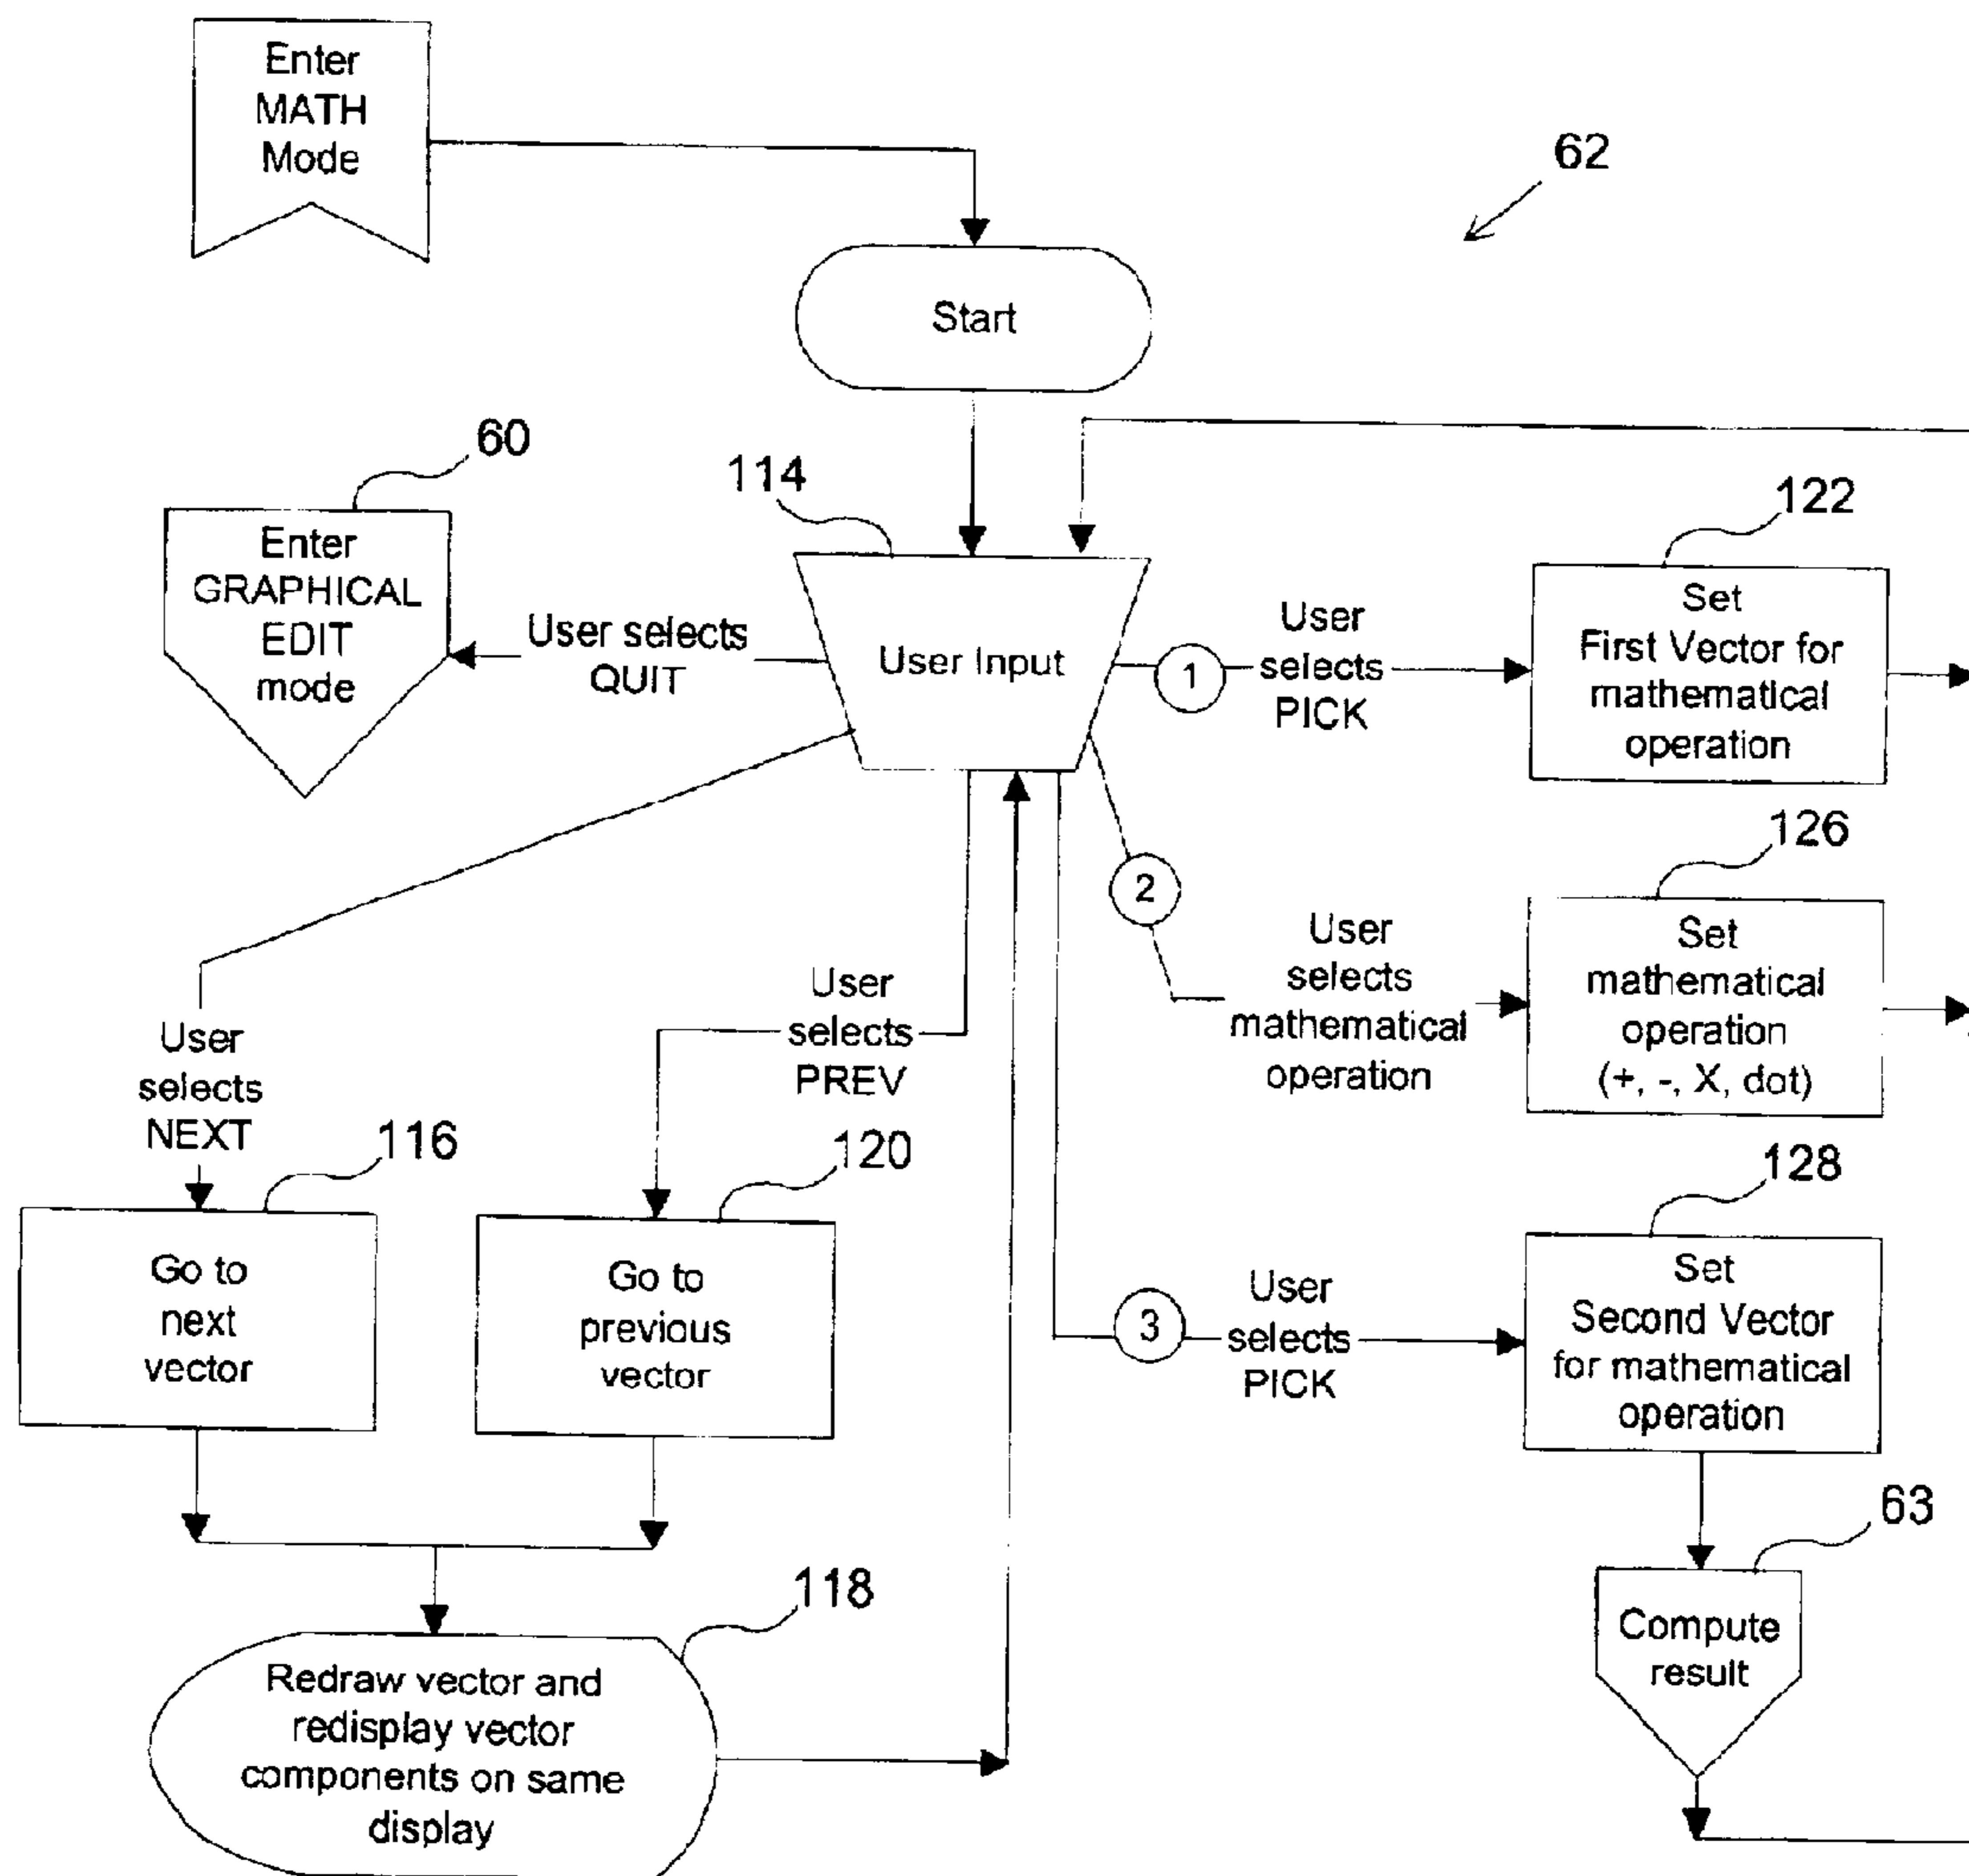 Enter
MATH
Mode
62
Start
60
114
122
Enter
GRAPHICAL
EDIT
mode
User selects
QUIT
User Input
1
User
selects
PICK
Set
First Vector for
mathematical
operation
126
2
User
selects
mathematical
operation
Set
mathematical
operation
(+, -, X, dot)
User
selects
PREV
User
selects
NEXT
116
120
128
Go to
next
vector
Go to
previous
vector
3
User
selects
PICK
Set
Second Vector
for mathematical
operation
63
118
Compute
result
Redraw vector and
redisplay vector
components on same
display